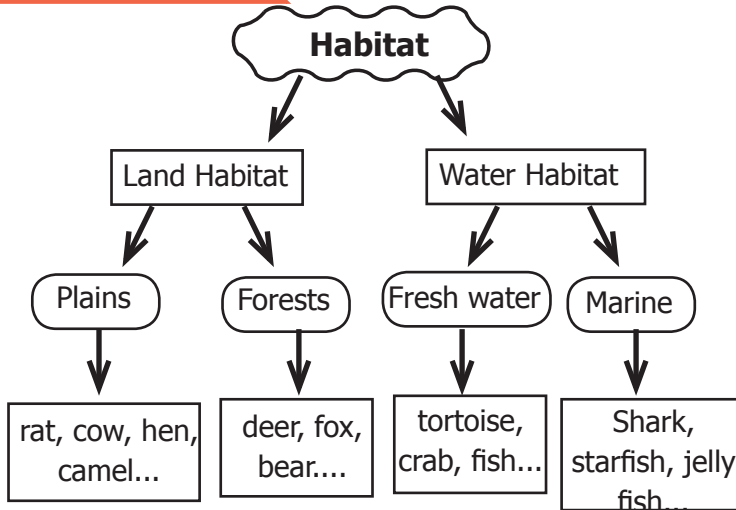 Habitat
Land Habitat
Water Habitat
Plains
Forests
Fresh water
Marine
rat, cow, hen,
camel...
deer, fox,
bear....
tortoise,
crab, fish...
Shark,
starfish, jelly
fish...